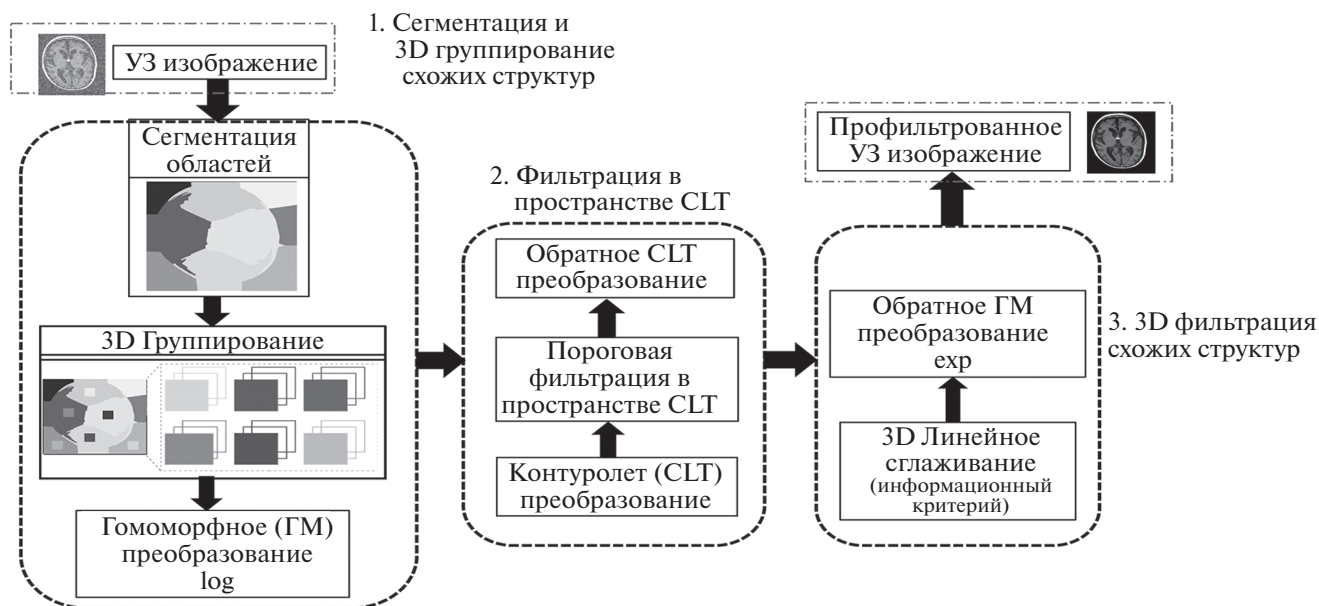 УЗ изображение
1. Сегментация и
3D группирование
схожих структур
Сегментация
областей
3D Группирование
Гомоморфное (ГМ)
преобразование
log
2. Фильтрация в
пространстве CLT
Обратное CLT
преобразование
Пороговая
фильтрация в
пространстве CLT
Контуролет (CLT)
преобразование
Профильтрованное
УЗ изображение
Обратное ГМ
преобразование
exp
3D Линейное
сглаживание
(информационный
критерий)
3. 3D фильтрация
схожих структур